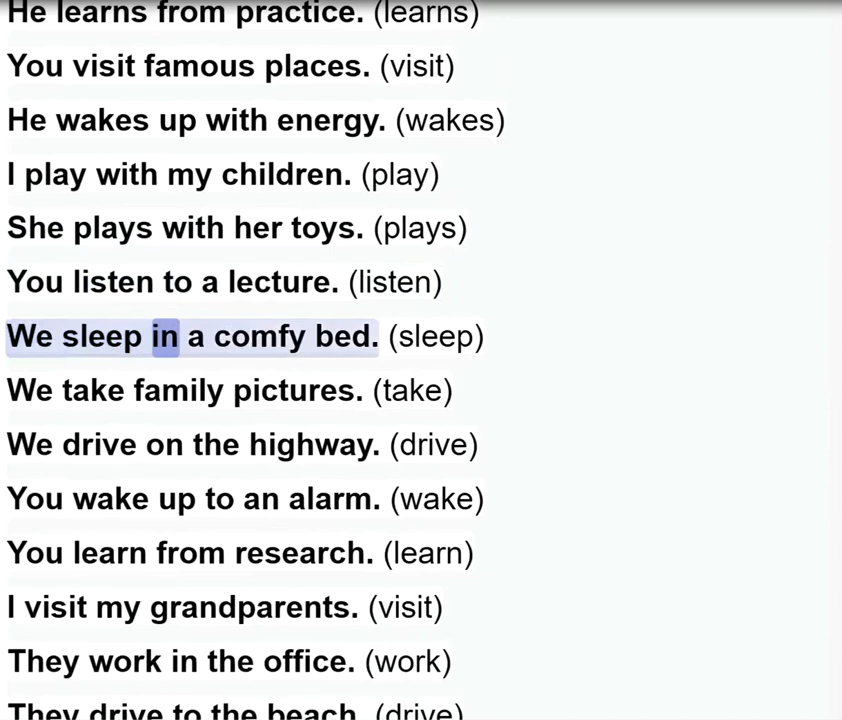 He learns from practice. (learns)
You visit famous places. (visit)
He wakes up with energy. (wakes)
I play with my children. (play)
She plays with her toys. (plays)
You listen to a lecture. (listen)
We sleep in a comfy bed. (sleep)
We take family pictures. (take)
We drive on the highway. (drive)
You wake up to an alarm. (wake)
You learn from research. (learn)
I visit my grandparents. (visit)
They work in the office. (work)
They drive to the beach. (drive)